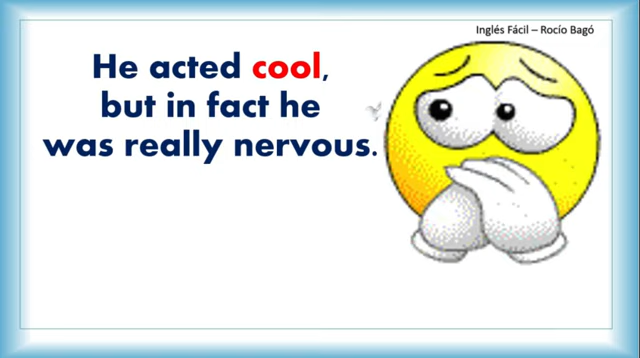 Inglés Fácil – Rocío Bagó
He acted cool,
but in fact he
was really nervous.